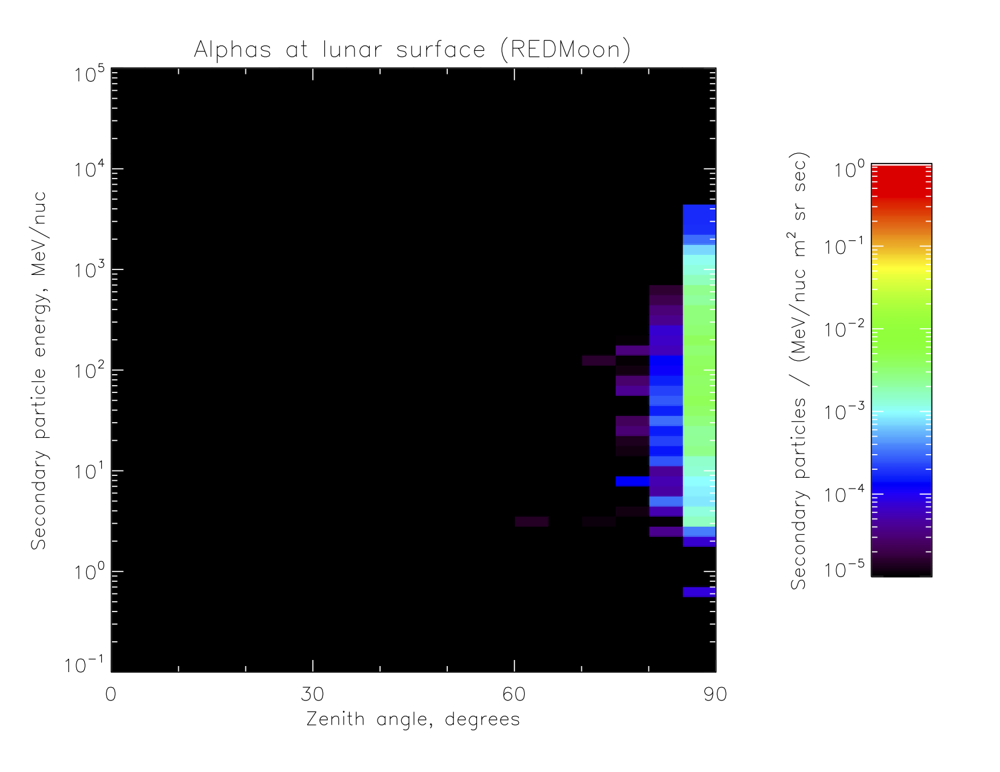 Alphas at lunar surface (REDMoon)
10^5
10^4
10^3
10^2
10^1
10^0
10^-1
Secondary particle energy, MeV/nuc
0 30 60 90
Zenith angle, degrees
Secondary particles / (MeV/nuc m^2 sr sec)
10^0
10^-1
10^-2
10^-3
10^-4
10^-5